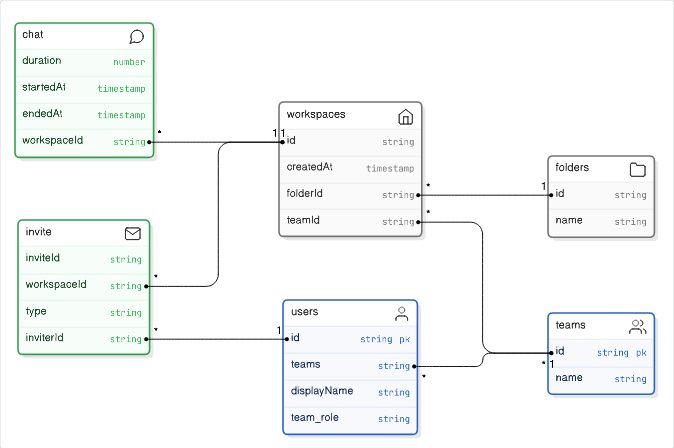 chat
duration number
startedAt timestamp
endedAt timestamp
workspaceId string
*
1 1
workspaces
id string
createdAt timestamp
folderId string
teamId string
*
*
1
folders
id string
name string
invite
inviteId string
workspaceId string
type string
inviterId string
*
*
1
users
id string pk
teams string
displayName string
team_role string
*
teams
id string pk
name string
* 1